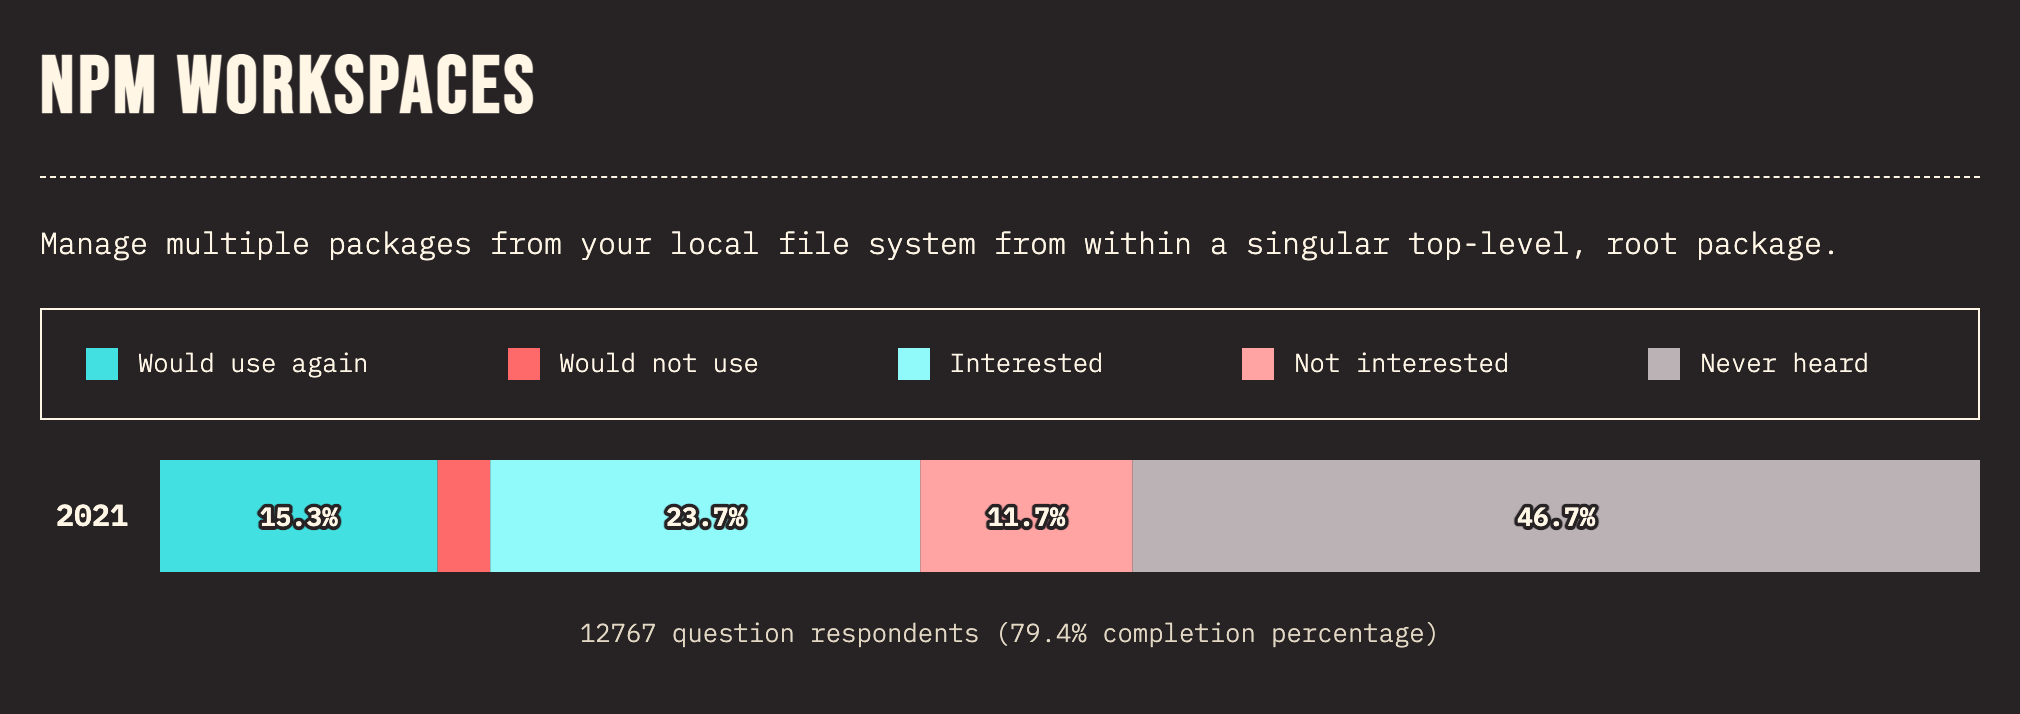 NPM WORKSPACES
Manage multiple packages from your local file system from within a singular top-level, root package.
Would use again Would not use Interested Not interested Never heard
2021 15.3% 23.7% 11.7% 46.7%
12767 question respondents (79.4% completion percentage)